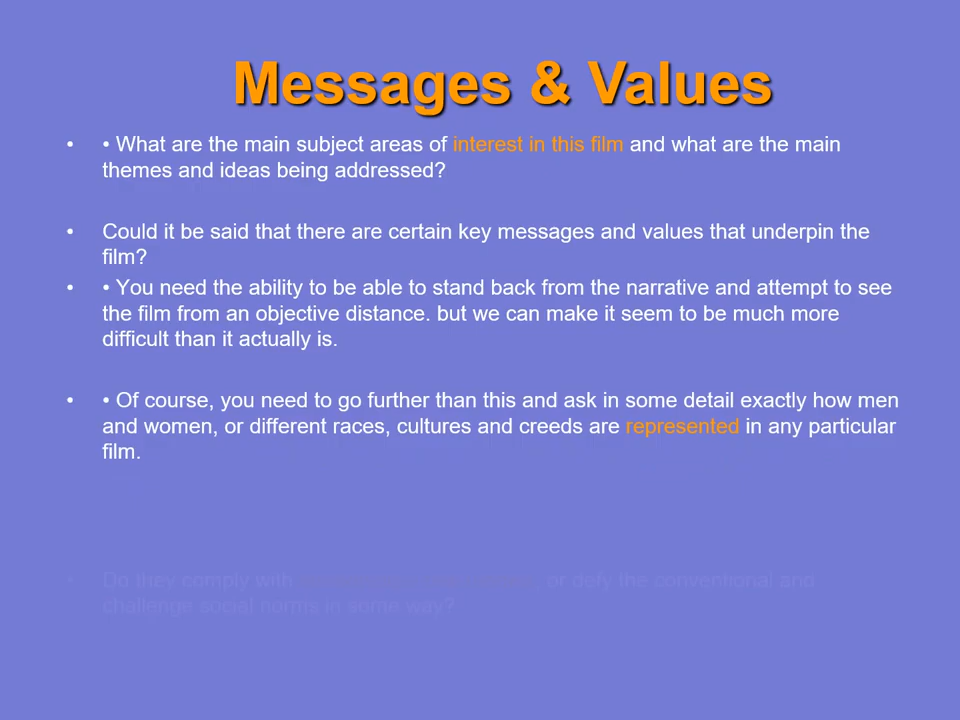 Messages & Values
• • What are the main subject areas of interest in this film and what are the main
themes and ideas being addressed?
• Could it be said that there are certain key messages and values that underpin the
film?
• • You need the ability to be able to stand back from the narrative and attempt to see
the film from an objective distance. but we can make it seem to be much more
difficult than it actually is.
• • Of course, you need to go further than this and ask in some detail exactly how men
and women, or different races, cultures and creeds are represented in any particular
film.
• Do they comply with or defy the conventional and
challenge social norms in some way?